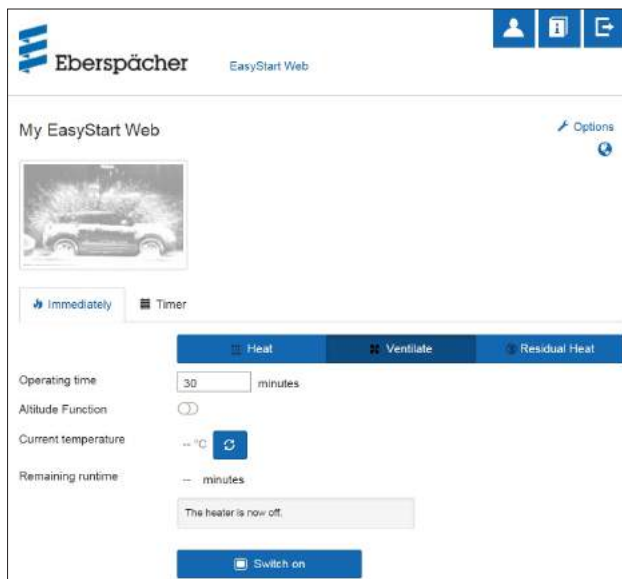 Eberspächer
EasyStart Web
My EasyStart Web
Options
Immediately
Timer
Heat
Ventilate
Residual Heat
Operating time
30 minutes
Altitude Function
Current temperature
-- °C
Remaining runtime
-- minutes
The heater is now off.
Switch on